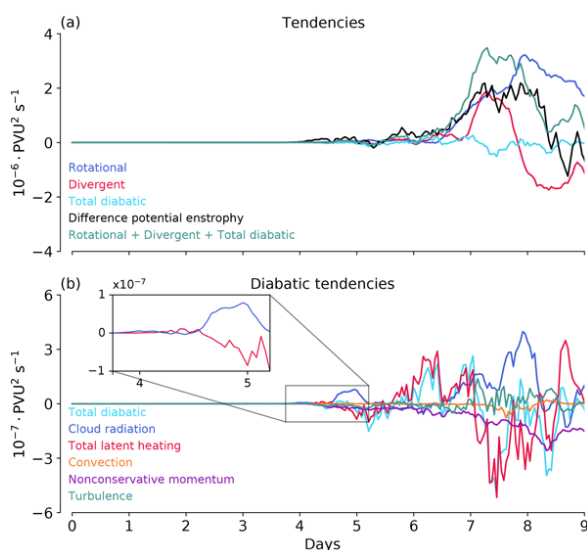 (a)
Tendencies
4
2
0
−2
−4
10⁻⁶ · PVU² s⁻¹
Rotational
Divergent
Total diabatic
Difference potential enstrophy
Rotational + Divergent + Total diabatic
(b)
Diabatic tendencies
6
3
0
−3
−6
10⁻⁷ · PVU² s⁻¹
x10⁻⁷
1
0
−1
4
5
Total diabatic
Cloud radiation
Total latent heating
Convection
Nonconservative momentum
Turbulence
0 1 2 3 4 5 6 7 8 9
Days